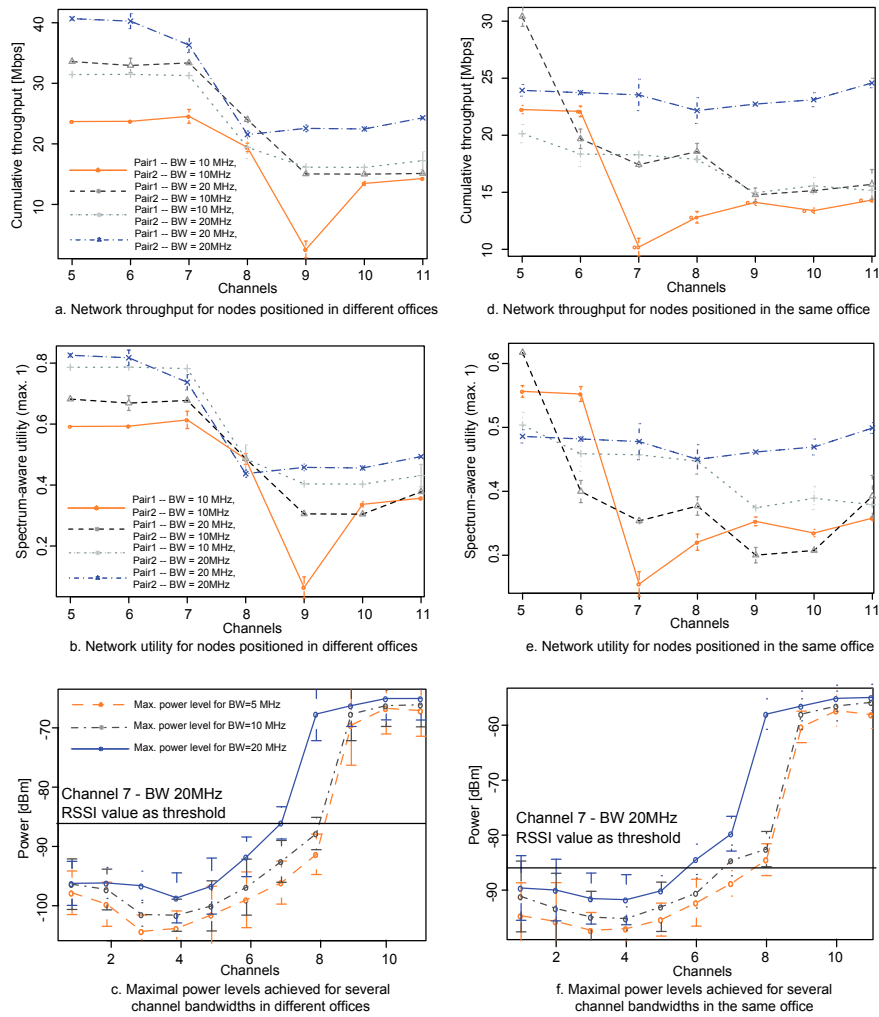 Cumulative throughput [Mbps]
40
30
20
10
Pair1 -- BW = 10 MHz,
Pair2 -- BW = 10MHz
Pair1 -- BW = 20 MHz,
Pair2 -- BW = 10MHz
Pair1 -- BW = 10 MHz,
Pair2 -- BW = 20MHz
Pair1 -- BW = 20 MHz,
Pair2 -- BW = 20MHz
5 6 7 8 9 10 11
Channels
a. Network throughput for nodes positioned in different offices
Cumulative throughput [Mbps]
30
25
20
15
10
5 6 7 8 9 10 11
Channels
d. Network throughput for nodes positioned in the same office
Spectrum-aware utility (max. 1)
0.8
0.6
0.4
0.2
Pair1 -- BW = 10 MHz,
Pair2 -- BW = 10MHz
Pair1 -- BW = 20 MHz,
Pair2 -- BW = 10MHz
Pair1 -- BW = 10 MHz,
Pair2 -- BW = 20MHz
Pair1 -- BW = 20 MHz,
Pair2 -- BW = 20MHz
5 6 7 8 9 10 11
Channels
b. Network utility for nodes positioned in different offices
Spectrum-aware utility (max. 1)
0.6
0.5
0.4
0.3
5 6 7 8 9 10 11
Channels
e. Network utility for nodes positioned in the same office
Power [dBm]
-70
-85
-100
Max. power level for BW=5 MHz
Max. power level for BW=10 MHz
Max. power level for BW=20 MHz
Channel 7 - BW 20MHz
RSSI value as threshold
2 4 6 8 10
Channels
c. Maximal power levels achieved for several
channel bandwidths in different offices
Power [dBm]
-60
-70
-80
-90
Channel 7 - BW 20MHz
RSSI value as threshold
2 4 6 8 10
Channels
f. Maximal power levels achieved for several
channel bandwidths in the same office